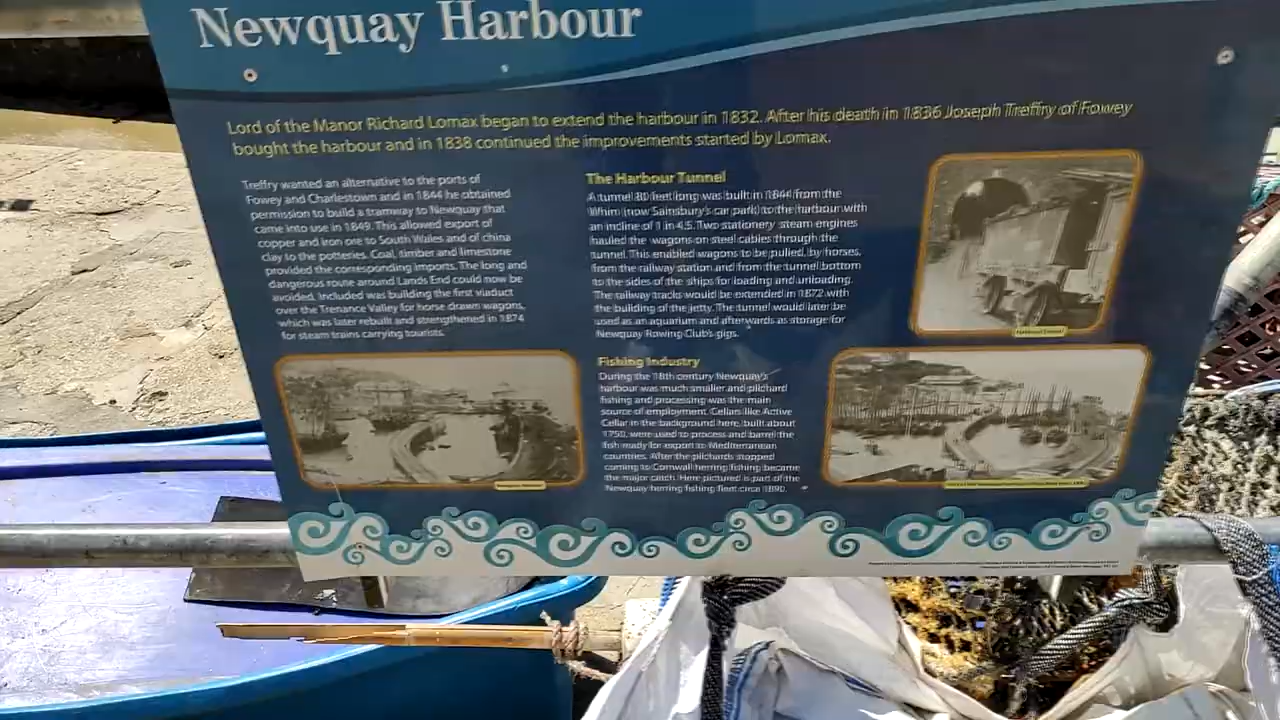 Newquay Harbour
Lord of the Manor Richard Lomax began to extend the harbour in 1832. After his death in 1836 Joseph Treffry of Fowey
bought the harbour and in 1838 continued the improvements started by Lomax.
Treffry wanted an alternative to the ports of
Fowey and Charlestown and in 1844 he obtained
permission to build a tramway to Newquay that
came into use in 1849. This allowed export of
copper and iron ore to South Wales and of china
clay to the potteries. Coal, timber and limestone
provided the corresponding imports. The long and
dangerous route around Lands End could now be
avoided. Included was building the first viaduct
over the Trenance Valley for horse drawn wagons,
which was later rebuilt and strengthened in 1874
for steam trains carrying tourists.
The Harbour Tunnel
A tunnel 80 feet long was built in 1844 from the
Whim (now Sainsbury's car park) to the harbour with
an incline of 1 in 4.5. Two stationery steam engines
hauled the wagons on steel cables through the
tunnel. This enabled wagons to be pulled, by horses,
from the railway station and from the tunnel bottom
to the sides of the ships for loading and unloading.
The railway tracks would be extended in 1872 with
the building of the jetty. The tunnel would later be
used as an aquarium and afterwards as storage for
Newquay Rowing Club's gigs.
Harbour Tunnel
Fishing Industry
During the 18th century Newquay's
harbour was much smaller and pilchard
fishing and processing was the main
source of employment. Cellars like Active
Cellar in the background here, built about
1750, were used to process and barrel the
fish ready for export to Mediterranean
countries. After the pilchards stopped
coming to Cornwall herring fishing became
the major catch. Here pictured is part of the
Newquay herring fishing fleet circa 1890.